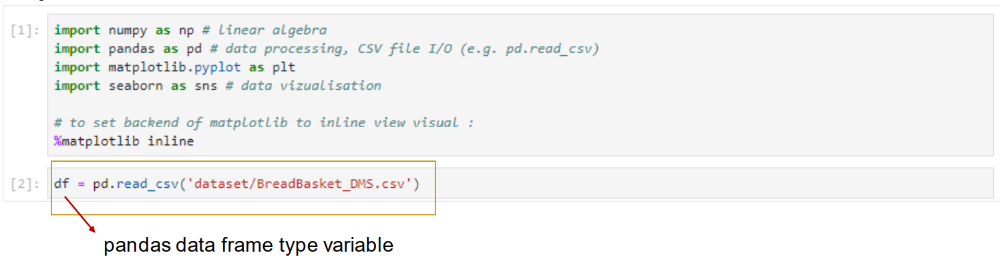 [1]: import numpy as np # linear algebra
import pandas as pd # data processing, CSV file I/O (e.g. pd.read_csv)
import matplotlib.pyplot as plt
import seaborn as sns # data vizualisation
# to set backend of matplotlib to inline view visual :
%matplotlib inline
[2]: df = pd.read_csv('dataset/BreadBasket_DMS.csv')
pandas data frame type variable